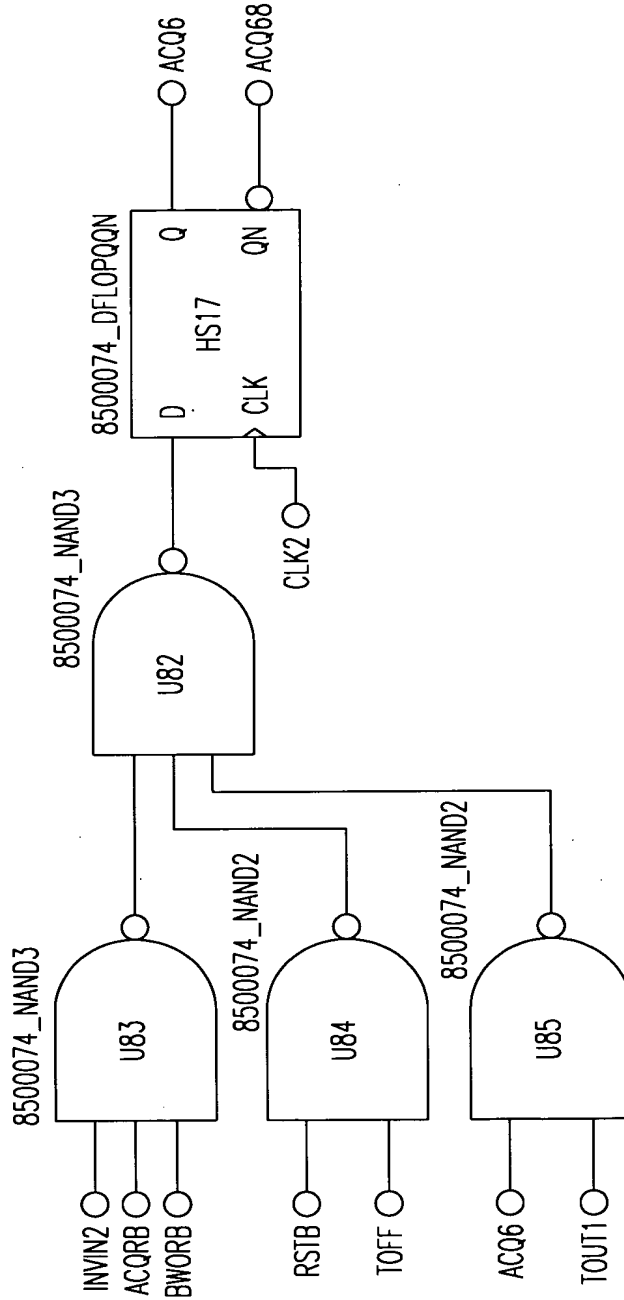 8500074_NAND3
INVIN2
ACQRB
BWORB
U83
8500074_NAND2
RSTB
TOFF
U84
8500074_NAND2
ACQ6
TOUT1
U85
8500074_NAND3
U82
CLK2
8500074_DFLOPQQN
D
Q
HS17
CLK
QN
ACQ6
ACQ68